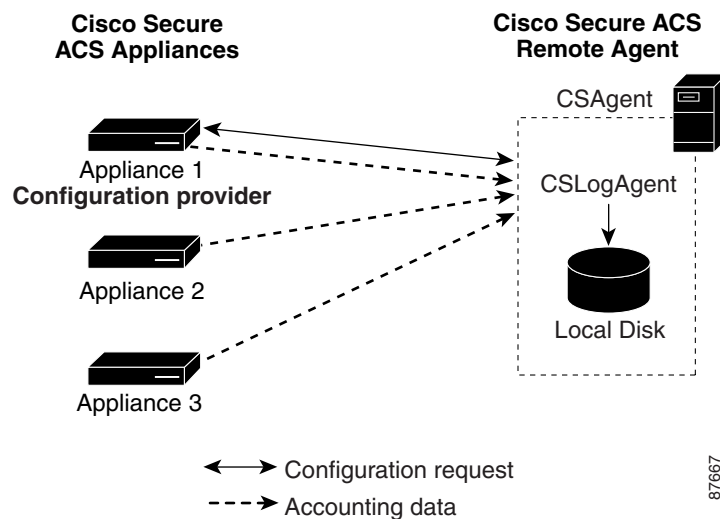 Cisco Secure
ACS Appliances
Cisco Secure ACS
Remote Agent
CSAgent
Appliance 1
Configuration provider
CSLogAgent
Appliance 2
Local Disk
Appliance 3
Configuration request
Accounting data
87667